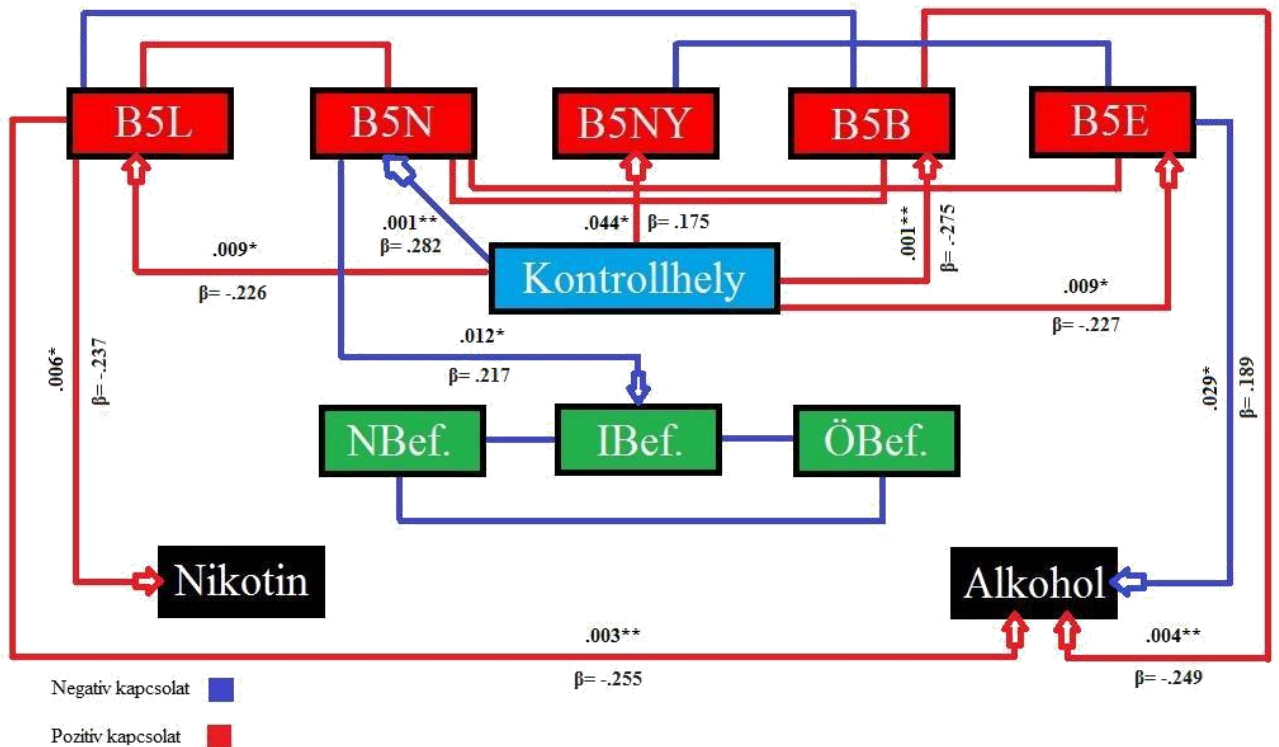 B5L
B5N
B5NY
B5B
B5E
.001**
β= .282
.044*
β= .175
.001**
β= -.275
.009*
β= -.226
Kontrollhely
.009*
β= -.227
.006*
β= -.237
.012*
β= .217
.029*
β= .189
NBef.
IBef.
ÖBef.
Nikotin
Alkohol
.003**
β= -.255
.004**
β= -.249
Negatív kapcsolat
Pozitív kapcsolat